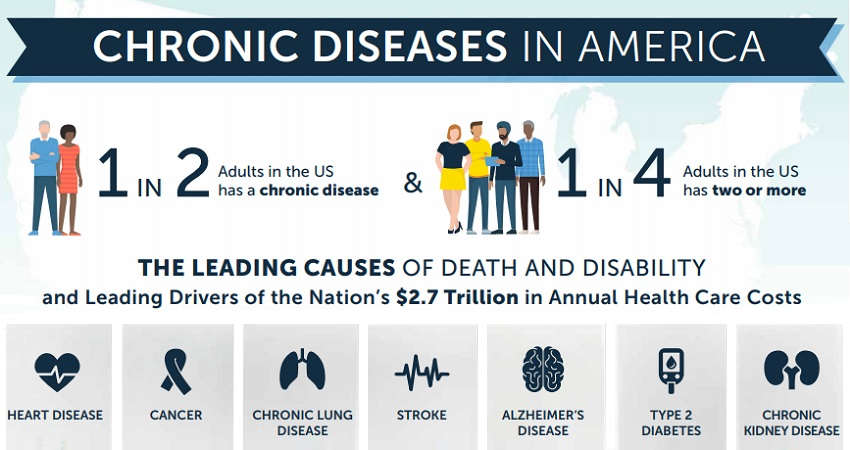 CHRONIC DISEASES IN AMERICA
1 IN 2 Adults in the US
has a chronic disease
&
1 IN 4 Adults in the US
has two or more
THE LEADING CAUSES OF DEATH AND DISABILITY
and Leading Drivers of the Nation's $2.7 Trillion in Annual Health Care Costs
HEART DISEASE
CANCER
CHRONIC LUNG
DISEASE
STROKE
ALZHEIMER'S
DISEASE
TYPE 2
DIABETES
CHRONIC
KIDNEY DISEASE